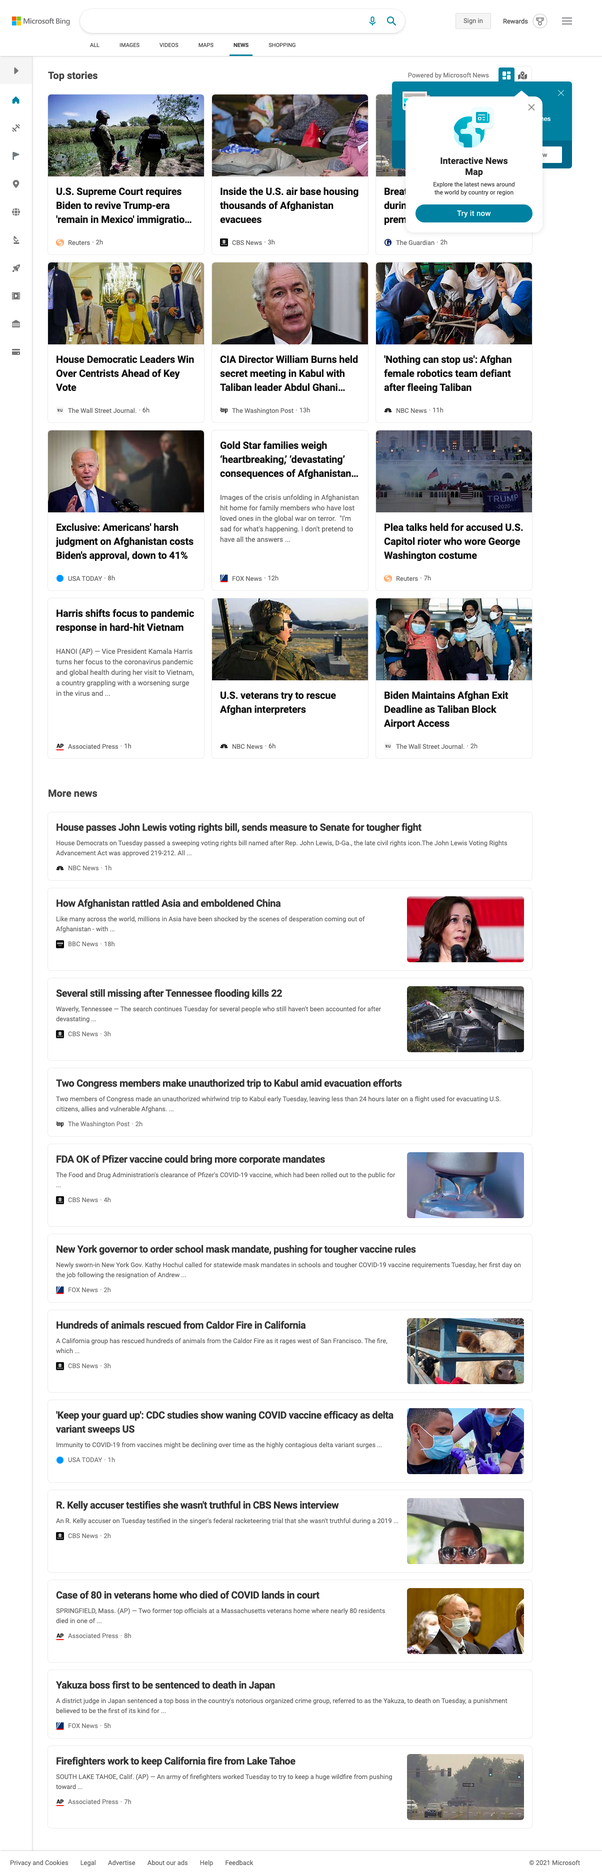 Microsoft Bing
Sign in
Rewards
ALL
IMAGES
VIDEOS
MAPS
NEWS
SHOPPING
Top stories
Powered by Microsoft News
Interactive News
Map
Explore the latest news around
the world by country or region
Try it now
U.S. Supreme Court requires
Biden to revive Trump-era
'remain in Mexico' immigratio...
Reuters · 2h
Inside the U.S. air base housing
thousands of Afghanistan
evacuees
CBS News · 3h
Breat
durin
prem
The Guardian · 2h
House Democratic Leaders Win
Over Centrists Ahead of Key
Vote
The Wall Street Journal. · 6h
CIA Director William Burns held
secret meeting in Kabul with
Taliban leader Abdul Ghani...
The Washington Post · 13h
'Nothing can stop us': Afghan
female robotics team defiant
after fleeing Taliban
NBC News · 11h
Exclusive: Americans' harsh
judgment on Afghanistan costs
Biden's approval, down to 41%
USA TODAY · 8h
Gold Star families weigh
'heartbreaking,' 'devastating'
consequences of Afghanistan...
Images of the crisis unfolding in Afghanistan
hit home for family members who have lost
loved ones in the global war on terror. "I'm
sad for what's happening. I don't pretend to
have all the answers ...
FOX News · 12h
TRUMP
Plea talks held for accused U.S.
Capitol rioter who wore George
Washington costume
Reuters · 7h
Harris shifts focus to pandemic
response in hard-hit Vietnam
HANOI (AP) — Vice President Kamala Harris
turns her focus to the coronavirus pandemic
and global health during her visit to Vietnam,
a country grappling with a worsening surge
in the virus and ...
AP Associated Press · 1h
U.S. veterans try to rescue
Afghan interpreters
NBC News · 6h
Biden Maintains Afghan Exit
Deadline as Taliban Block
Airport Access
The Wall Street Journal. · 2h
More news
House passes John Lewis voting rights bill, sends measure to Senate for tougher fight
House Democrats on Tuesday passed a sweeping voting rights bill named after Rep. John Lewis, D-Ga., the late civil rights icon.The John Lewis Voting Rights
Advancement Act was approved 219-212. All ...
NBC News · 1h
How Afghanistan rattled Asia and emboldened China
Like many across the world, millions in Asia have been shocked by the scenes of desperation coming out of
Afghanistan - with ...
BBC News · 18h
Several still missing after Tennessee flooding kills 22
Waverly, Tennessee — The search continues Tuesday for several people who still haven't been accounted for after
devastating ...
CBS News · 3h
Two Congress members make unauthorized trip to Kabul amid evacuation efforts
Two members of Congress made an unauthorized whirlwind trip to Kabul early Tuesday, leaving less than 24 hours later on a flight used for evacuating U.S.
citizens, allies and vulnerable Afghans. ...
The Washington Post · 2h
FDA OK of Pfizer vaccine could bring more corporate mandates
The Food and Drug Administration's clearance of Pfizer's COVID-19 vaccine, which had been rolled out to the public for
...
CBS News · 4h
New York governor to order school mask mandate, pushing for tougher vaccine rules
Newly sworn-in New York Gov. Kathy Hochul called for statewide mask mandates in schools and tougher COVID-19 vaccine requirements Tuesday, her first day on
the job following the resignation of Andrew ...
FOX News · 2h
Hundreds of animals rescued from Caldor Fire in California
A California group has rescued hundreds of animals from the Caldor Fire as it rages west of San Francisco. The fire,
which ...
CBS News · 3h
'Keep your guard up': CDC studies show waning COVID vaccine efficacy as delta
variant sweeps US
Immunity to COVID-19 from vaccines might be declining over time as the highly contagious delta variant surges ...
USA TODAY · 1h
R. Kelly accuser testifies she wasn't truthful in CBS News interview
An R. Kelly accuser on Tuesday testified in the singer's federal racketeering trial that she wasn't truthful during a 2019 ...
CBS News · 2h
Case of 80 in veterans home who died of COVID lands in court
SPRINGFIELD, Mass. (AP) — Two former top officials at a Massachusetts veterans home where nearly 80 residents
died in one of ...
AP Associated Press · 8h
Yakuza boss first to be sentenced to death in Japan
A district judge in Japan sentenced a top boss in the country's notorious organized crime group, referred to as the Yakuza, to death on Tuesday, a punishment
believed to be the first of its kind for ...
FOX News · 5h
Firefighters work to keep California fire from Lake Tahoe
SOUTH LAKE TAHOE, Calif. (AP) — An army of firefighters worked Tuesday to try to keep a huge wildfire from pushing
toward ...
AP Associated Press · 7h
Privacy and Cookies
Legal
Advertise
About our ads
Help
Feedback
© 2021 Microsoft